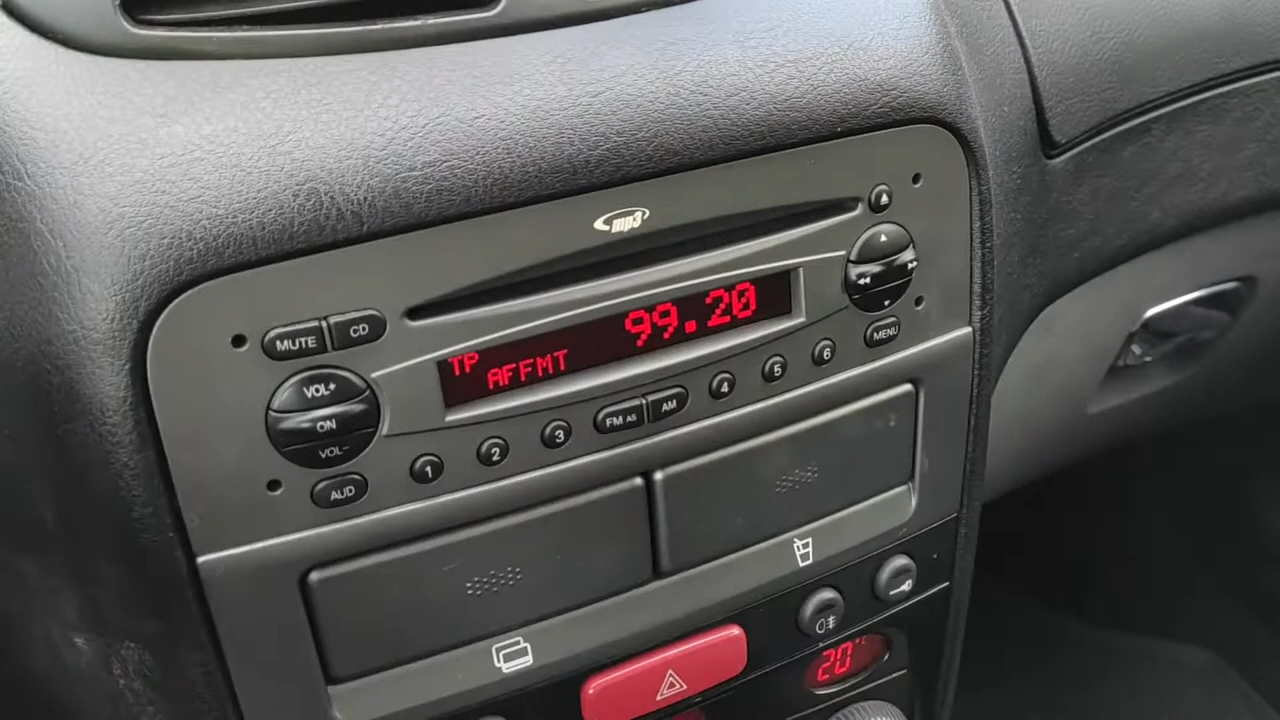 mp3
MUTE CD
99.20
TP
AFFMT
VOL+
ON
VOL-
MENU
1 2 3 FM AS AM 4 5 6
AUD
20°C